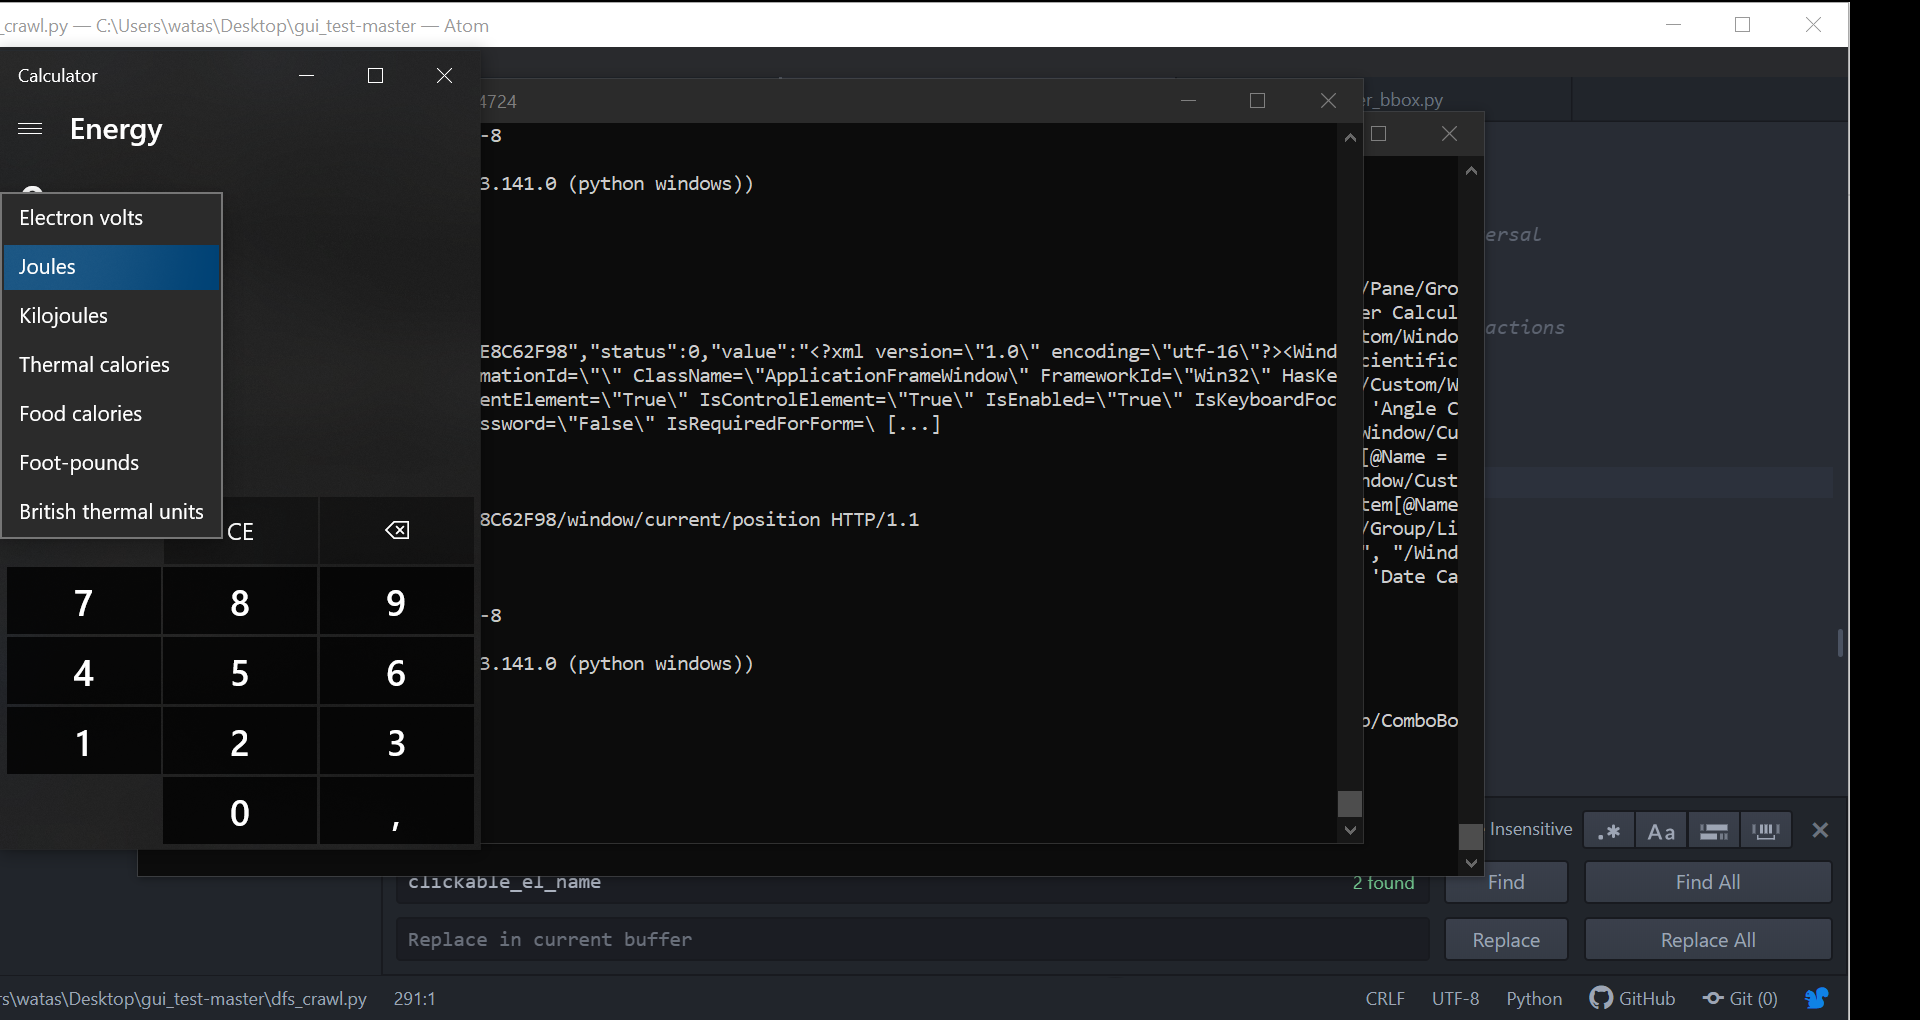 _crawl.py — C:\Users\watas\Desktop\gui_test-master — Atom
Calculator
Energy
Electron volts
Joules
Kilojoules
Thermal calories
Food calories
Foot-pounds
British thermal units
CE
7 8 9
4 5 6
1 2 3
0 ,
4724
-8
3.141.0 (python windows))
E8C62F98","status":0,"value":"<?xml version=\"1.0\" encoding=\"utf-16\"?><Wind
mationId=\"\" ClassName=\"ApplicationFrameWindow\" FrameworkId=\"Win32\" HasKe
entElement=\"True\" IsControlElement=\"True\" IsEnabled=\"True\" IsKeyboardFoc
ssword=\"False\" IsRequiredForForm=\ [...]
8C62F98/window/current/position HTTP/1.1
-8
3.141.0 (python windows))
er_bbox.py
/Pane/Gro
er Calcul
tom/Windo
cientific
/Custom/W
'Angle C
Window/Cu
[@Name =
ndow/Cust
tem[@Name
/Group/Li
", "/Wind
'Date Ca
p/ComboBo
ersal
actions
Insensitive
.* Aa
clickable_el_name
2 found
Find
Find All
Replace in current buffer
Replace
Replace All
rs\watas\Desktop\gui_test-master\dfs_crawl.py 291:1
CRLF UTF-8 Python GitHub Git (0)